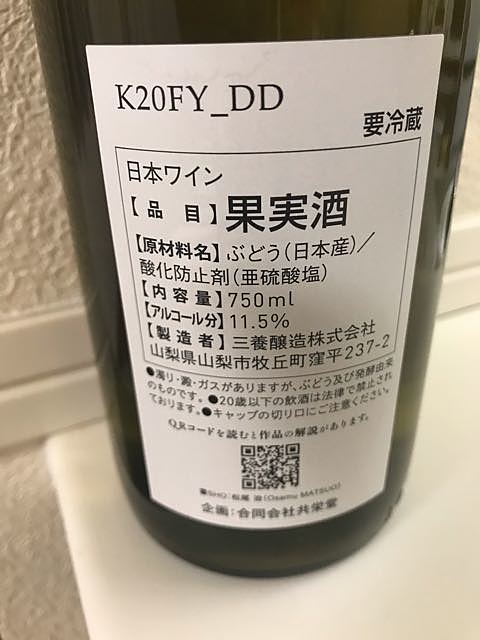 K20FY_DD
要冷蔵
日本ワイン
【品 目】果実酒
【原材料名】ぶどう(日本産)/
酸化防止剤(亜硫酸塩)
【内容量】750ml
【アルコール分】11.5%
【製造者】三養醸造株式会社
山梨県山梨市牧丘町窪平237-2
●濁り・澱・ガスがありますが、ぶどう及び発酵由来
のものです。●20歳以下の飲酒は法律で禁止され
ております。●キャップの切り口にご注意ください。
QRコードを読むと作品の解説があります。
SHO:松尾 治(Osamu MATSUO)
企画:合同会社共栄堂